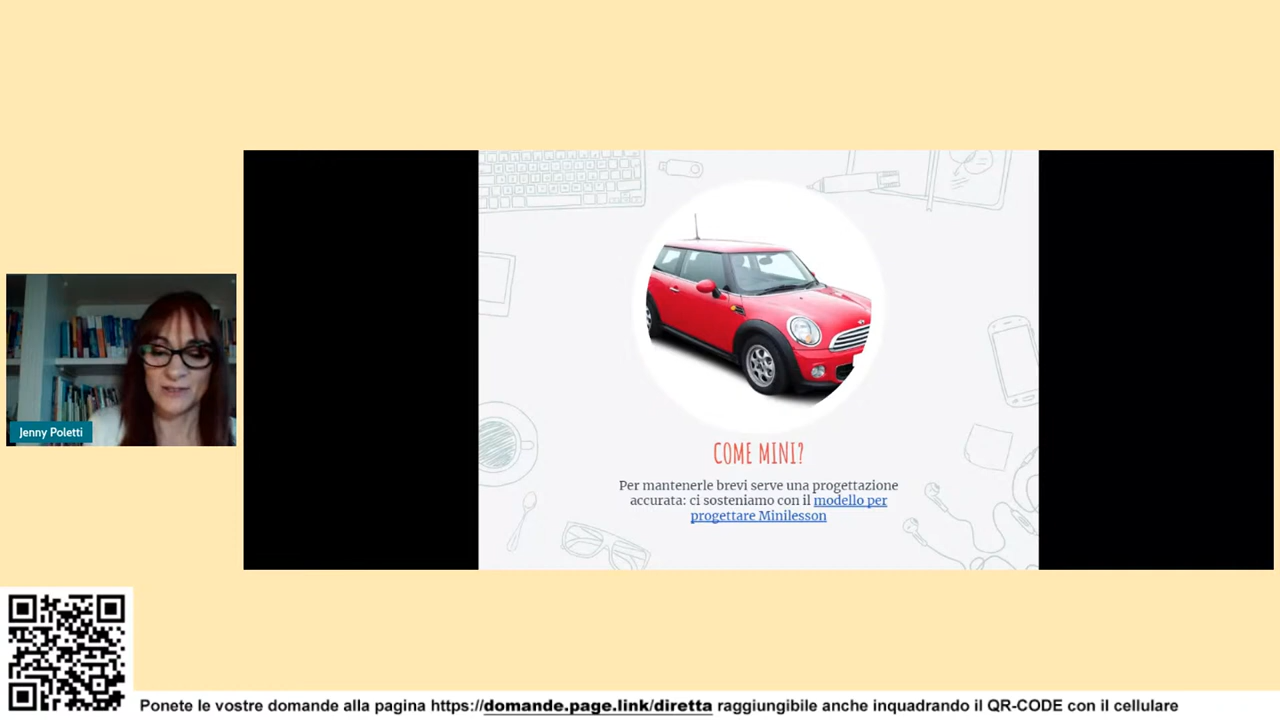 Jenny Poletti
COME MINI?
Per mantenerle brevi serve una progettazione
accurata: ci sosteniamo con il modello per
progettare Minilesson
Ponete le vostre domande alla pagina https://domande.page.link/diretta raggiungibile anche inquadrando il QR-CODE con il cellulare